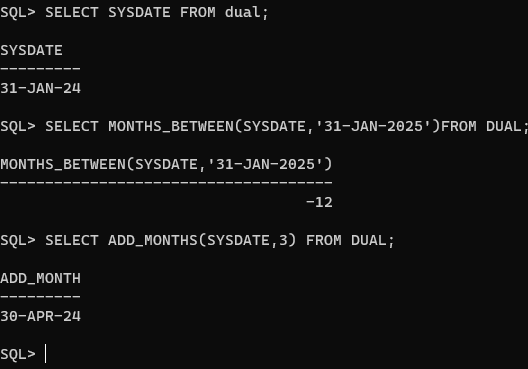 SQL> SELECT SYSDATE FROM dual;
SYSDATE
---------
31-JAN-24
SQL> SELECT MONTHS_BETWEEN(SYSDATE,'31-JAN-2025')FROM DUAL;
MONTHS_BETWEEN(SYSDATE,'31-JAN-2025')
-------------------------------------
-12
SQL> SELECT ADD_MONTHS(SYSDATE,3) FROM DUAL;
ADD_MONTH
---------
30-APR-24
SQL>